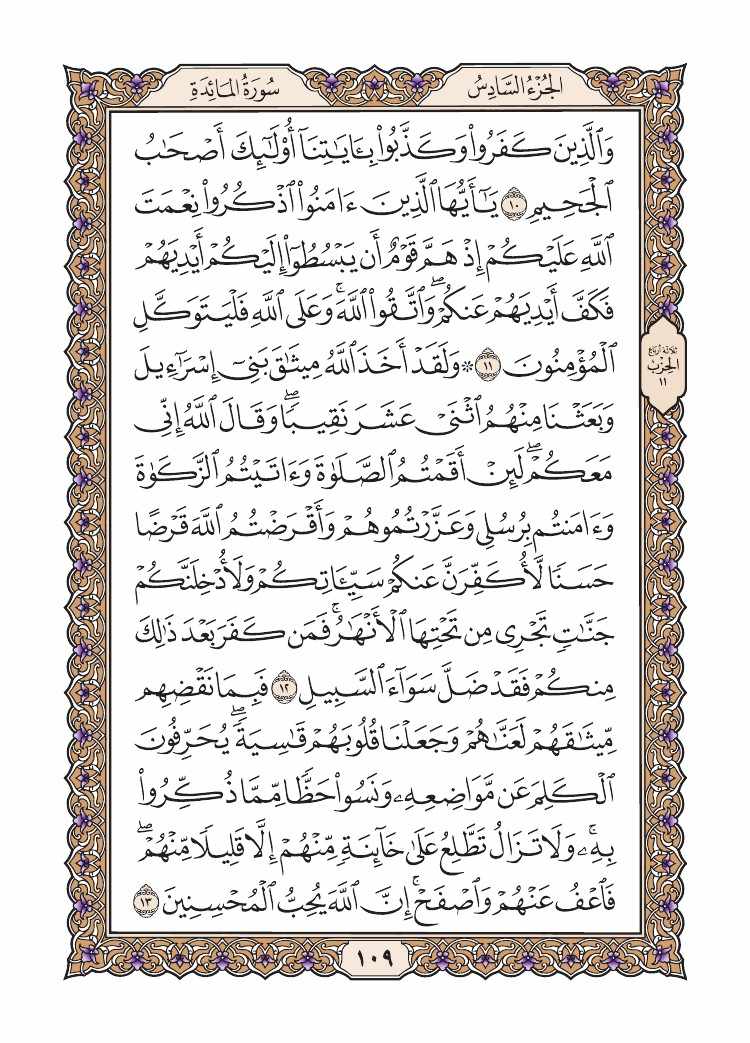 الجُزْءُ السَّادِسُ
سُورَةُ المَائِدَةِ
وَٱلَّذِينَ كَفَرُواْ وَكَذَّبُواْ بِـَٔايَٰتِنَآ أُوْلَٰٓئِكَ أَصۡحَٰبُ
ٱلۡجَحِيمِ ١٠ يَٰٓأَيُّهَا ٱلَّذِينَ ءَامَنُواْ ٱذۡكُرُواْ نِعۡمَتَ
ٱللَّهِ عَلَيۡكُمۡ إِذۡ هَمَّ قَوۡمٌ أَن يَبۡسُطُوٓاْ إِلَيۡكُمۡ أَيۡدِيَهُمۡ
فَكَفَّ أَيۡدِيَهُمۡ عَنكُمۡۖ وَٱتَّقُواْ ٱللَّهَۚ وَعَلَى ٱللَّهِ فَلۡيَتَوَكَّلِ
ٱلۡمُؤۡمِنُونَ ١١ ۞ وَلَقَدۡ أَخَذَ ٱللَّهُ مِيثَٰقَ بَنِيٓ إِسۡرَٰٓءِيلَ
وَبَعَثۡنَا مِنۡهُمُ ٱثۡنَيۡ عَشَرَ نَقِيبٗاۖ وَقَالَ ٱللَّهُ إِنِّي
مَعَكُمۡۖ لَئِنۡ أَقَمۡتُمُ ٱلصَّلَوٰةَ وَءَاتَيۡتُمُ ٱلزَّكَوٰةَ
وَءَامَنتُم بِرُسُلِي وَعَزَّرۡتُمُوهُمۡ وَأَقۡرَضۡتُمُ ٱللَّهَ قَرۡضًا
حَسَنٗا لَّأُكَفِّرَنَّ عَنكُمۡ سَيِّـَٔاتِكُمۡ وَلَأُدۡخِلَنَّكُمۡ
جَنَّٰتٖ تَجۡرِي مِن تَحۡتِهَا ٱلۡأَنۡهَٰرُۚ فَمَن كَفَرَ بَعۡدَ ذَٰلِكَ
مِنكُمۡ فَقَدۡ ضَلَّ سَوَآءَ ٱلسَّبِيلِ ١٢ فَبِمَا نَقۡضِهِم
مِّيثَٰقَهُمۡ لَعَنَّٰهُمۡ وَجَعَلۡنَا قُلُوبَهُمۡ قَٰسِيَةٗۖ يُحَرِّفُونَ
ٱلۡكَلِمَ عَن مَّوَاضِعِهِۦ وَنَسُواْ حَظّٗا مِّمَّا ذُكِّرُواْ
بِهِۦۚ وَلَا تَزَالُ تَطَّلِعُ عَلَىٰ خَآئِنَةٖ مِّنۡهُمۡ إِلَّا قَلِيلٗا مِّنۡهُمۡۖ
فَٱعۡفُ عَنۡهُمۡ وَٱصۡفَحۡۚ إِنَّ ٱللَّهَ يُحِبُّ ٱلۡمُحۡسِنِينَ ١٣
ثلاثة أرباع
الحِزْب
١١
١٠٩